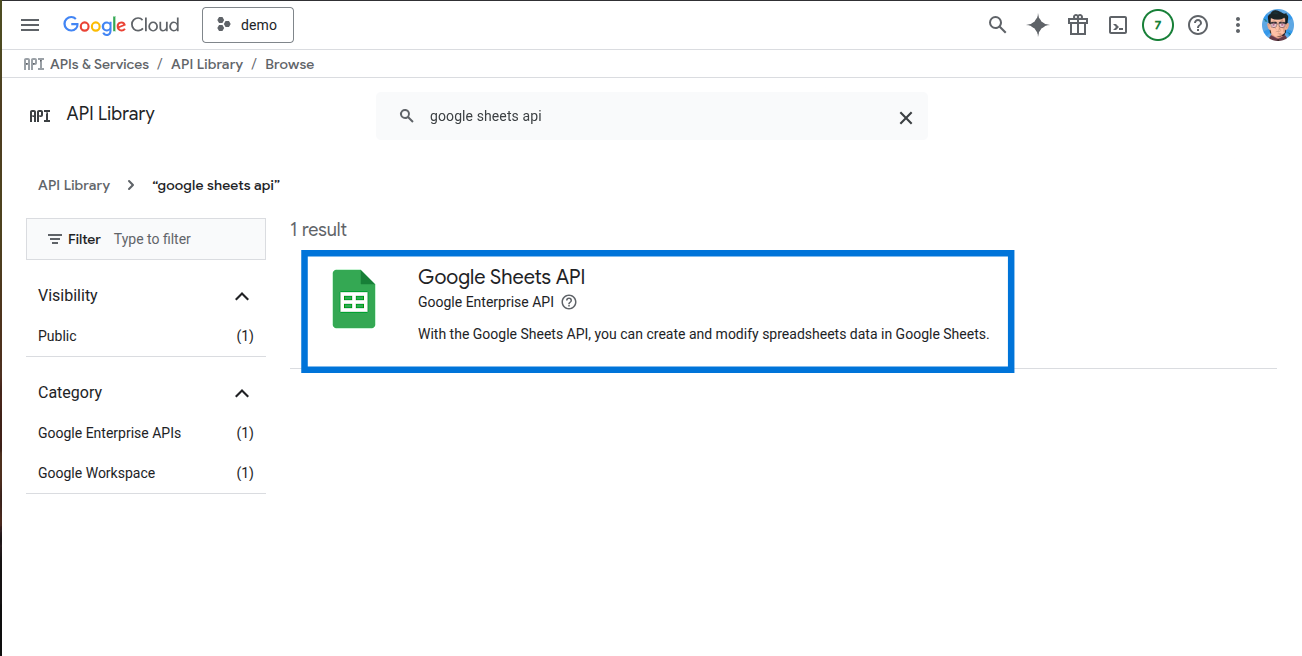 Google Cloud demo 7
API APIs & Services / API Library / Browse
API API Library google sheets api
API Library “google sheets api”
Filter Type to filter
1 result
Google Sheets API
Google Enterprise API
With the Google Sheets API, you can create and modify spreadsheets data in Google Sheets.
Visibility
Public (1)
Category
Google Enterprise APIs (1)
Google Workspace (1)